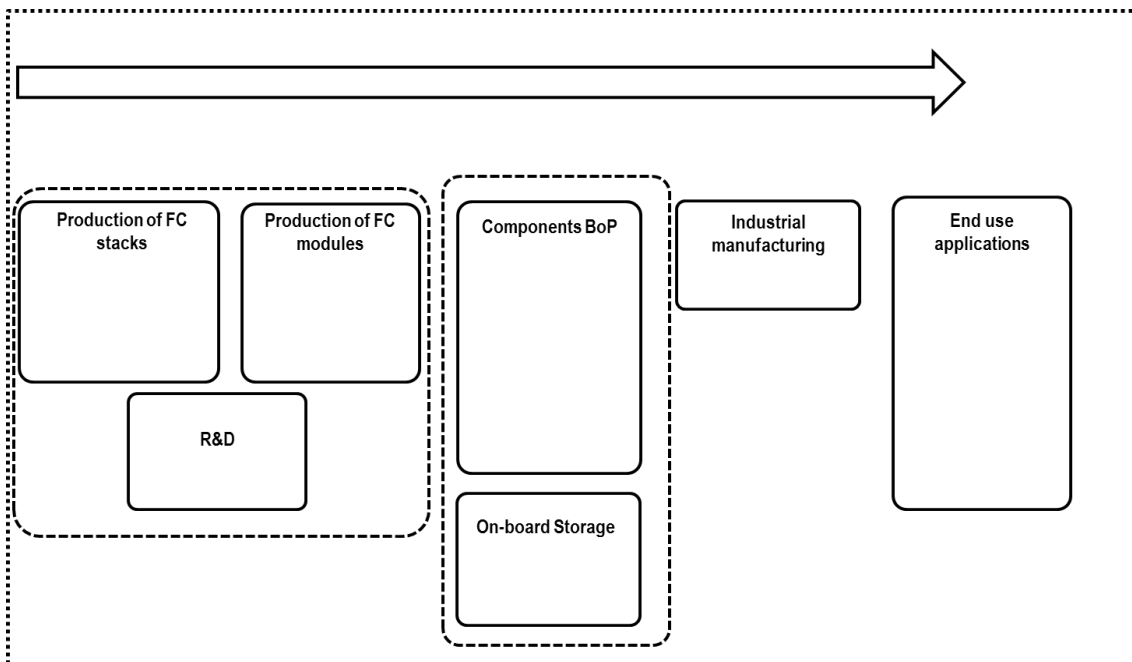 Production of FC
stacks
Production of FC
modules
R&D
Components BoP
On-board Storage
Industrial
manufacturing
End use
applications